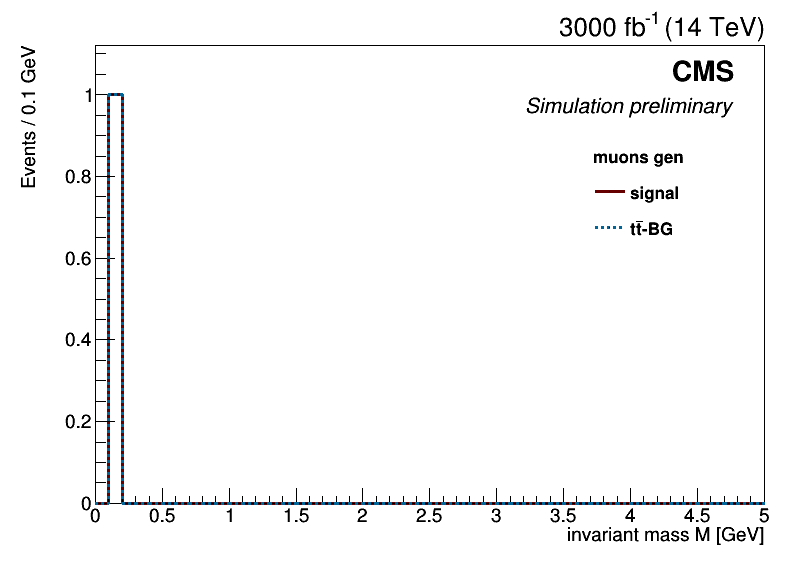 3000 fb⁻¹ (14 TeV)
Events / 0.1 GeV
CMS
Simulation preliminary
muons gen
signal
tt̅-BG
1
0.8
0.6
0.4
0.2
0
0 0.5 1 1.5 2 2.5 3 3.5 4 4.5 5
invariant mass M [GeV]